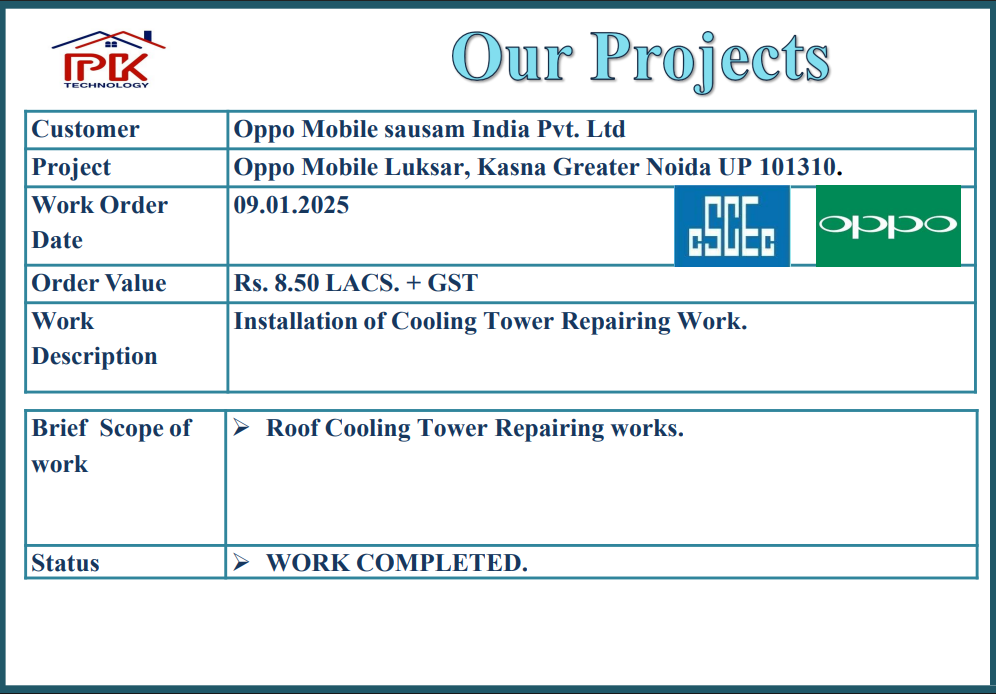 PK
TECHNOLOGY
Our Projects
Customer
Oppo Mobile sausam India Pvt. Ltd
Project
Oppo Mobile Luksar, Kasna Greater Noida UP 101310.
Work Order
Date
09.01.2025
CSCEC
oppo
Order Value
Rs. 8.50 LACS. + GST
Work
Description
Installation of Cooling Tower Repairing Work.
Brief Scope of
work
➢ Roof Cooling Tower Repairing works.
Status
➢ WORK COMPLETED.